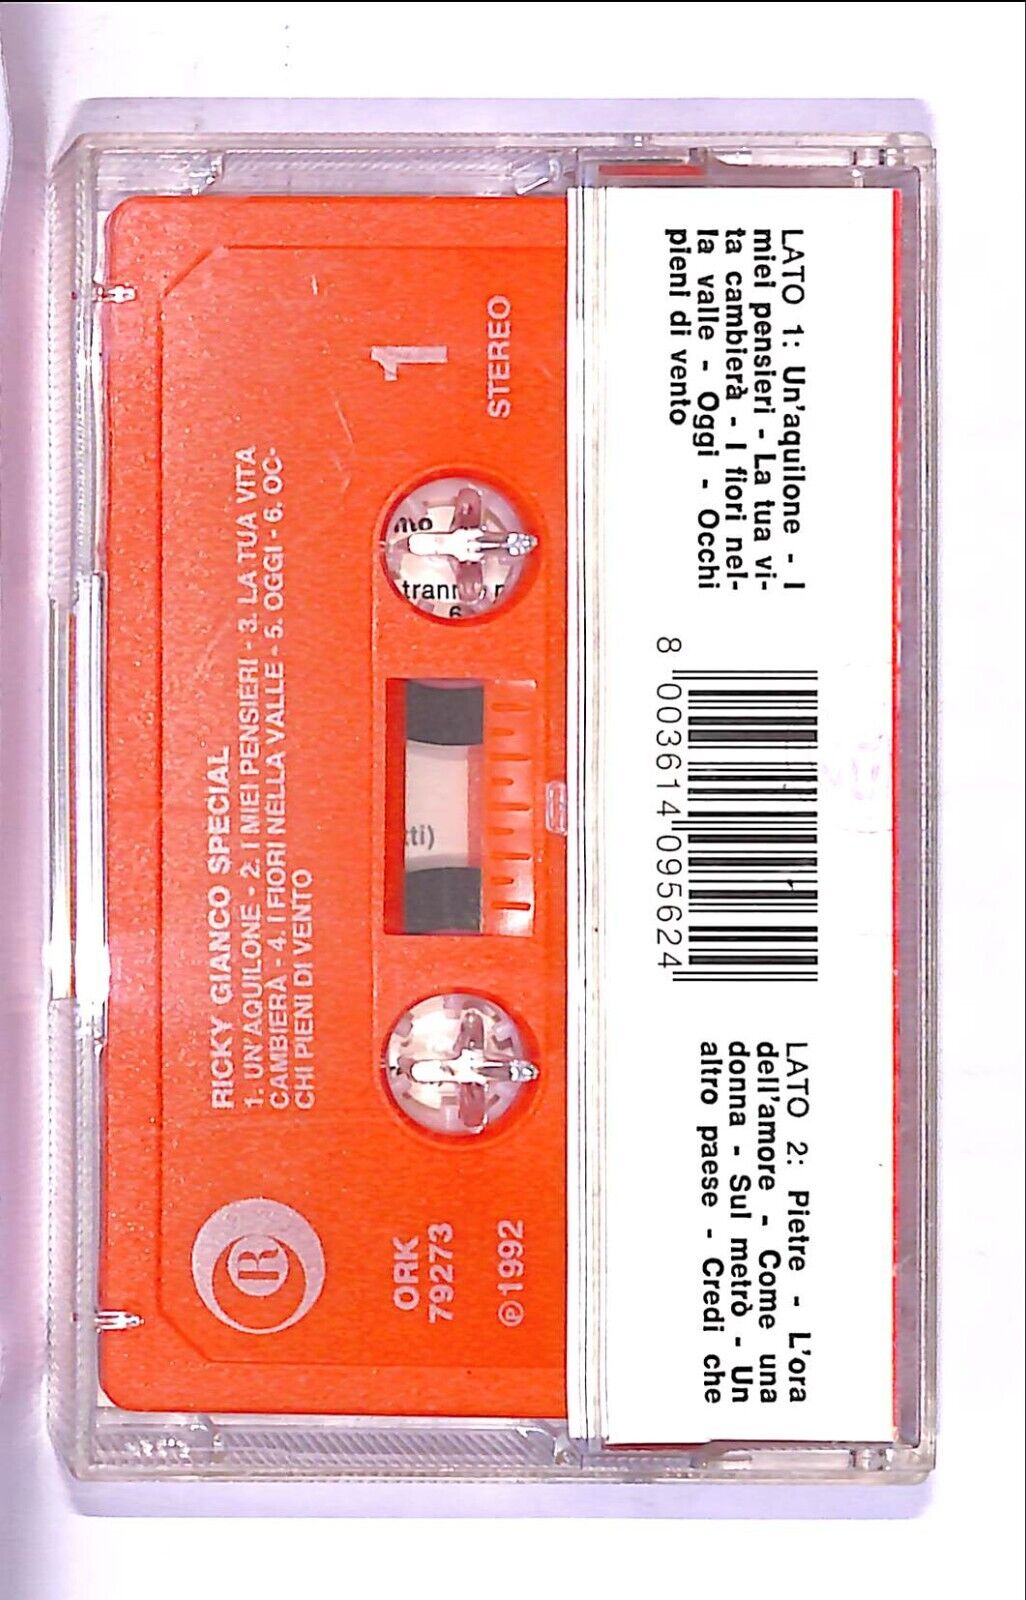 LATO 1: Un'aquilone - I
miei pensieri - La tua vi-
ta cambierà - I fiori nel-
la valle - Oggi - Occhi
pieni di vento
8 003614 095624
LATO 2: Pietre - L'ora
dell'amore - Come una
donna - Sul metrò - Un
altro paese - Credi che
1
STEREO
RICKY GIANCO SPECIAL
1. UN'AQUILONE - 2. I MIEI PENSIERI - 3. LA TUA VITA
CAMBIERÀ - 4. I FIORI NELLA VALLE - 5. OGGI - 6. OC-
CHI PIENI DI VENTO
R
ORK
79273
℗ 1992
tti)
6